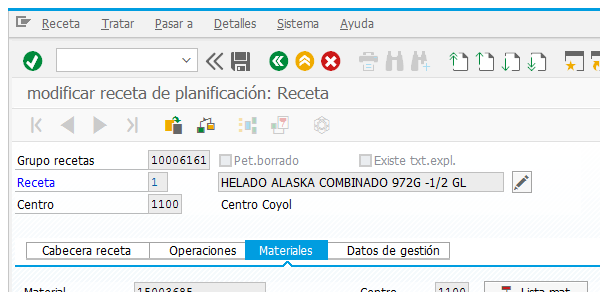 Receta Tratar Pasar a Detalles Sistema Ayuda
modificar receta de planificación: Receta
Grupo recetas 10006161 Pet.borrado Existe txt.expl.
Receta 1 HELADO ALASKA COMBINADO 972G -1/2 GL
Centro 1100 Centro Coyol
Cabecera receta Operaciones Materiales Datos de gestión
Material 15003685 Centro 1100 Lista mat.